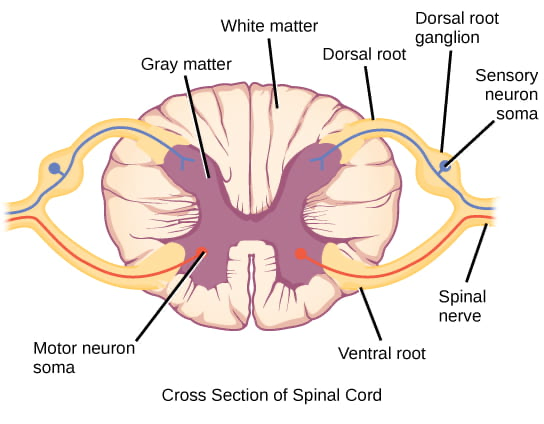 White matter
Gray matter
Dorsal root
Dorsal root
ganglion
Sensory
neuron
soma
Spinal
nerve
Ventral root
Motor neuron
soma
Cross Section of Spinal Cord